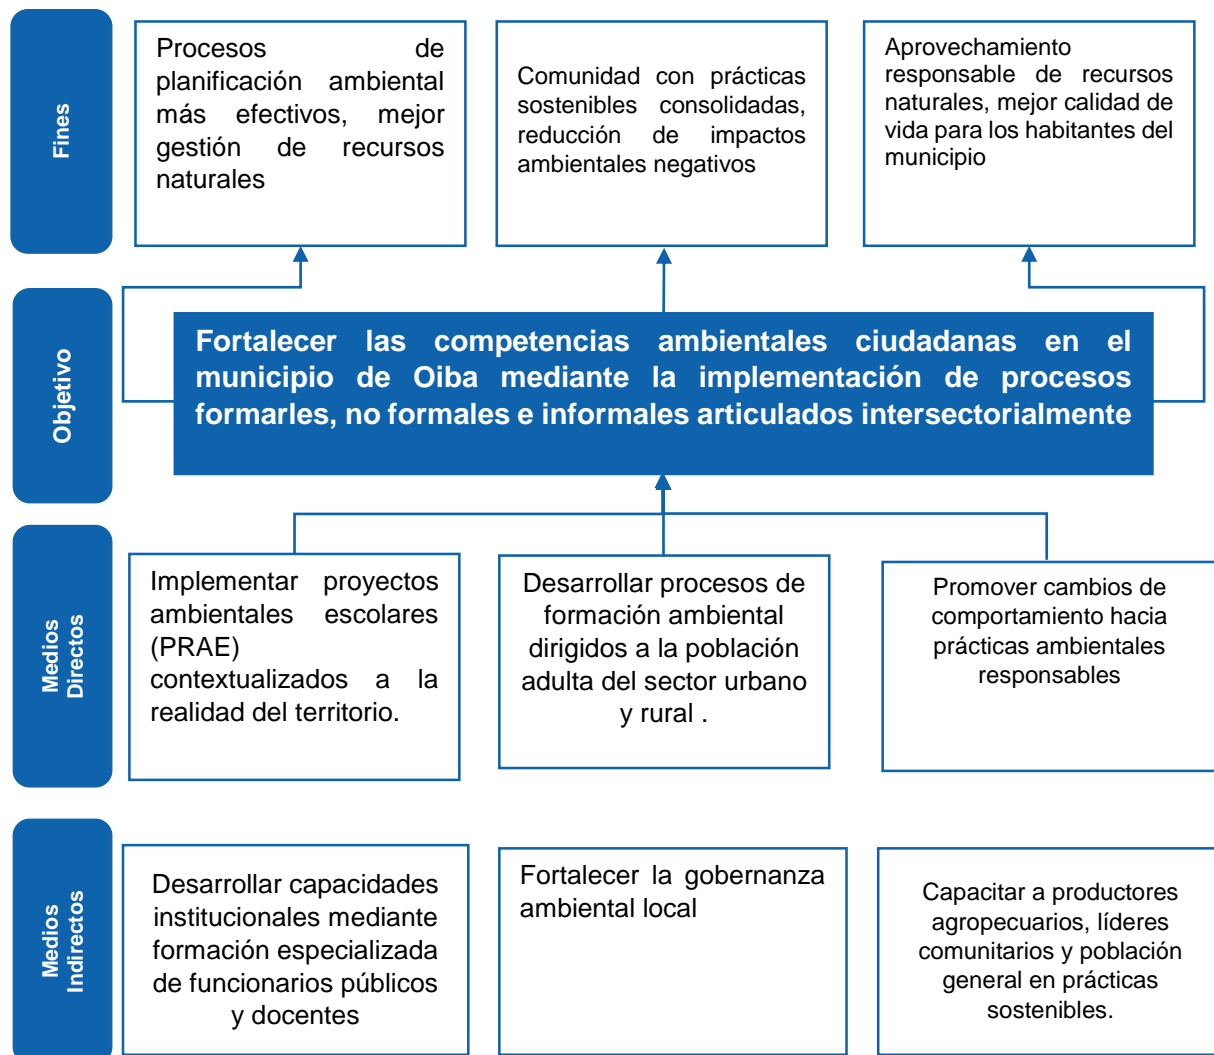 Fines
Procesos de
planificación ambiental
más efectivos, mejor
gestión de recursos
naturales
Comunidad con prácticas
sostenibles consolidadas,
reducción de impactos
ambientales negativos
Aprovechamiento
responsable de recursos
naturales, mejor calidad de
vida para los habitantes del
municipio
Objetivo
Fortalecer las competencias ambientales ciudadanas en el
municipio de Oiba mediante la implementación de procesos
formarles, no formales e informales articulados intersectorialmente
Medios
Directos
Implementar proyectos
ambientales escolares
(PRAE)
contextualizados a la
realidad del territorio.
Desarrollar procesos de
formación ambiental
dirigidos a la población
adulta del sector urbano
y rural .
Promover cambios de
comportamiento hacia
prácticas ambientales
responsables
Medios
Indirectos
Desarrollar capacidades
institucionales mediante
formación especializada
de funcionarios públicos
y docentes
Fortalecer la gobernanza
ambiental local
Capacitar a productores
agropecuarios, líderes
comunitarios y población
general en prácticas
sostenibles.